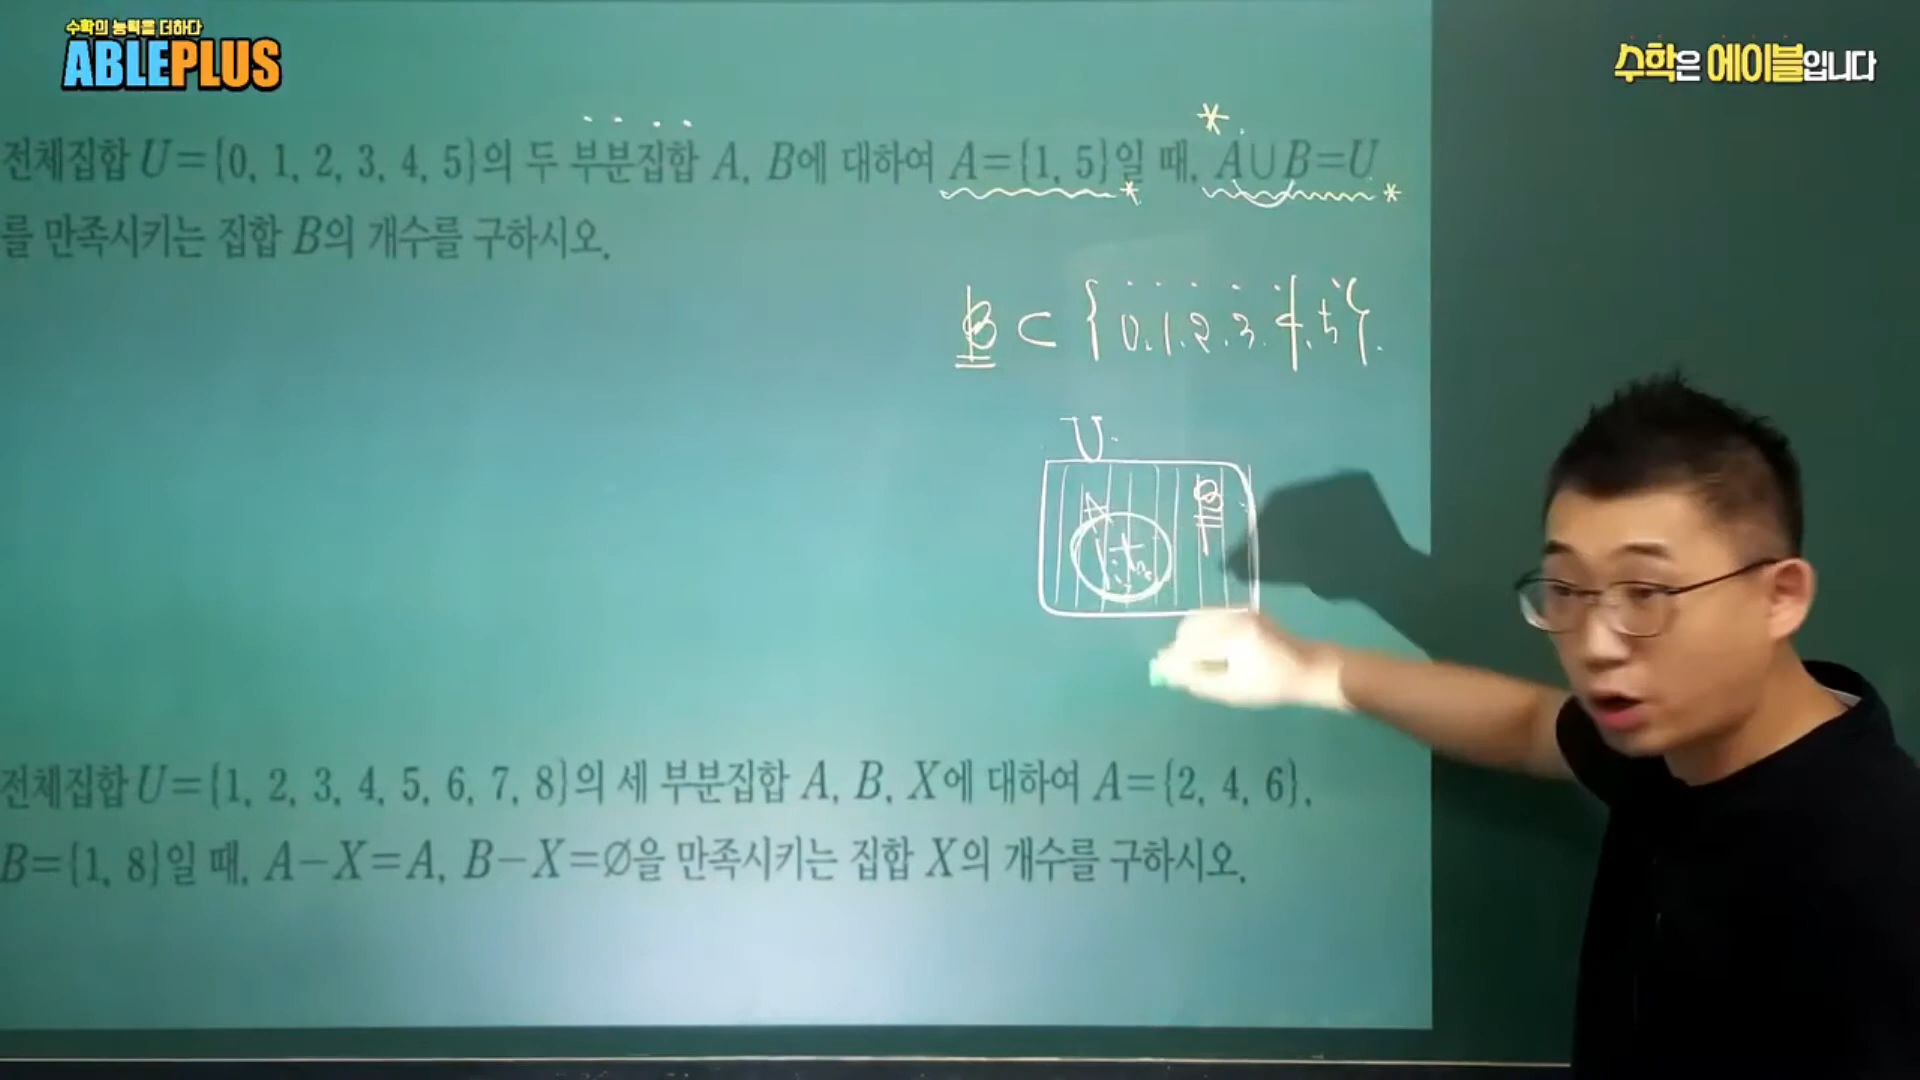 수학의 능력을 더하다
ABLEPLUS
수학은 에이블입니다
전체집합 U={0, 1, 2, 3, 4, 5}의 두 부분집합 A, B에 대하여 A={1, 5}일 때, A∪B=U
를 만족시키는 집합 B의 개수를 구하시오.
B ⊂ {0, 1, 2, 3, 4, 5}.
U
A B
1 5
전체집합 U={1, 2, 3, 4, 5, 6, 7, 8}의 세 부분집합 A, B, X에 대하여 A={2, 4, 6},
B={1, 8}일 때, A−X=A, B−X=∅을 만족시키는 집합 X의 개수를 구하시오.